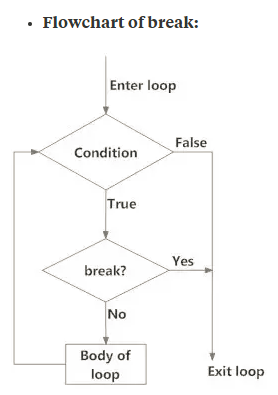 • Flowchart of break:
Enter loop
Condition
False
True
break?
Yes
No
Body of
loop
Exit loop